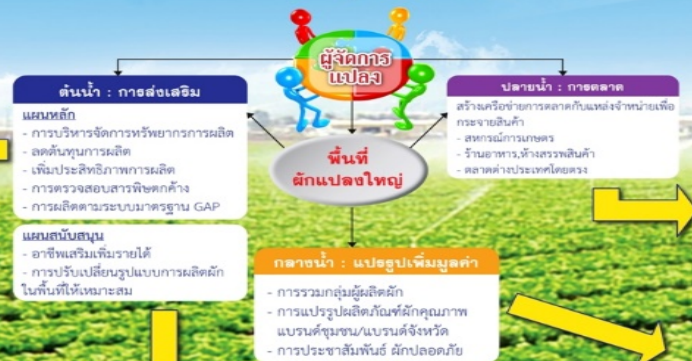 ผู้จัดการ
แปลง
ต้นน้ำ : การส่งเสริม
แผนหลัก
- การบริหารจัดการทรัพยากรการผลิต
- ลดต้นทุนการผลิต
- เพิ่มประสิทธิภาพการผลิต
- การตรวจสอบสารพิษตกค้าง
- การผลิตตามระบบมาตรฐาน GAP
แผนสนับสนุน
- อาชีพเสริมเพิ่มรายได้
- การปรับเปลี่ยนรูปแบบการผลิตผัก
ในพื้นที่ให้เหมาะสม
พื้นที่
ผักแปลงใหญ่
ปลายน้ำ : การตลาด
สร้างเครือข่ายการตลาดกับแหล่งจำหน่ายเพื่อ
กระจายสินค้า
- สหกรณ์การเกษตร
- ร้านอาหาร,ห้างสรรพสินค้า
- ตลาดต่างประเทศโดยตรง
กลางน้ำ : แปรรูปเพิ่มมูลค่า
- การรวมกลุ่มผู้ผลิตผัก
- การแปรรูปผลิตภัณฑ์ผักคุณภาพ
แบรนด์ชุมชน/แบรนด์จังหวัด
- การประชาสัมพันธ์ ผักปลอดภัย